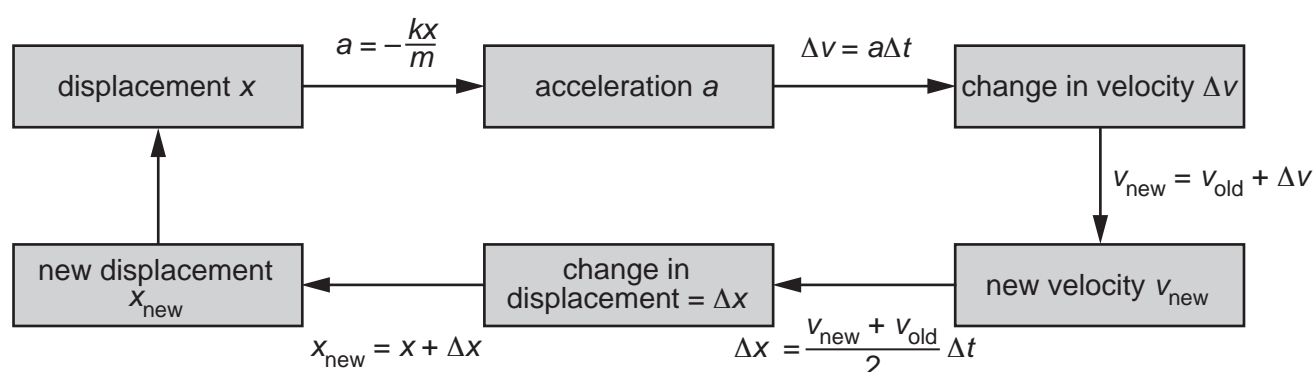 a = −kx/m
Δv = aΔt
displacement x
acceleration a
change in velocity Δv
v_new = v_old + Δv
new displacement
x_new
change in
displacement = Δx
new velocity v_new
x_new = x + Δx
Δx = (v_new + v_old)/2 Δt